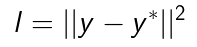 l = ||y − y*||²